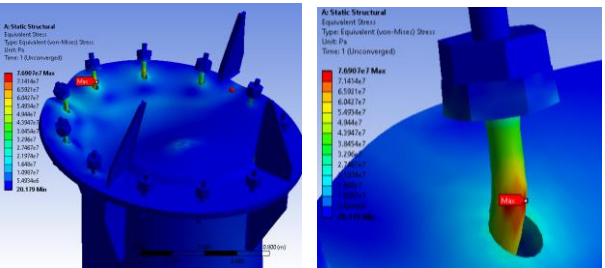 A: Static Structural
Equivalent Stress
Type: Equivalent (von-Mises) Stress
Unit: Pa
Time: 1 (Unconverged)
7.6907e7 Max
7.1414e7
6.5921e7
6.0427e7
5.4934e7
4.944e7
4.3947e7
3.8454e7
3.296e7
2.7467e7
2.1974e7
1.648e7
1.0987e7
5.4934e6
20.179 Min
Max
(m)
A: Static Structural
Equivalent Stress
Type: Equivalent (von-Mises) Stress
Unit: Pa
Time: 1 (Unconverged)
7.6907e7 Max
7.1414e7
6.5921e7
6.0427e7
5.4934e7
4.944e7
4.3947e7
3.8454e7
Max